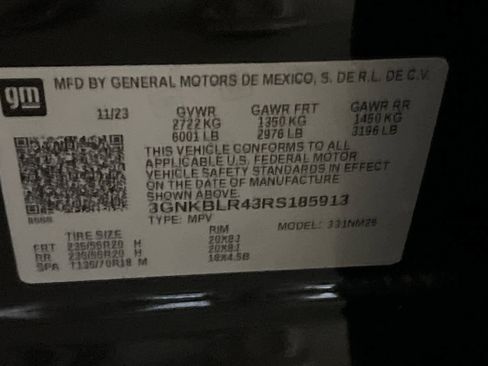 gm MFD BY GENERAL MOTORS DE MEXICO, S. DE R.L. DE C.V.
11/23 GVWR GAWR FRT GAWR RR
2722 KG 1350 KG 1450 KG
6001 LB 2976 LB 3196 LB
THIS VEHICLE CONFORMS TO ALL
APPLICABLE U.S. FEDERAL MOTOR
VEHICLE SAFETY STANDARDS IN EFFECT
ON THE DATE OF MANUFACTURE
SHOWN ABOVE.
3GNKBLR43RS185913
TYPE: MPV MODEL:
TIRE SIZE RIM
FRT 235/55R20 H 20X8J
RR 235/55R20 H 20X8J
SPA T135/70R18 M 18X4.5B